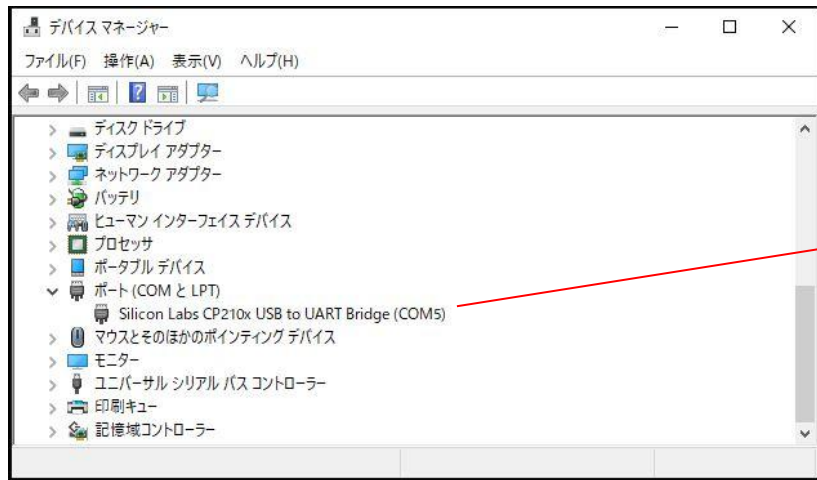 デバイス マネージャー
ファイル(F) 操作(A) 表示(V) ヘルプ(H)
ディスク ドライブ
ディスプレイ アダプター
ネットワーク アダプター
バッテリ
ヒューマン インターフェイス デバイス
プロセッサ
ポータブル デバイス
ポート (COM と LPT)
Silicon Labs CP210x USB to UART Bridge (COM5)
マウスとそのほかのポインティング デバイス
モニター
ユニバーサル シリアル バス コントローラー
印刷キュー
記憶域コントローラー